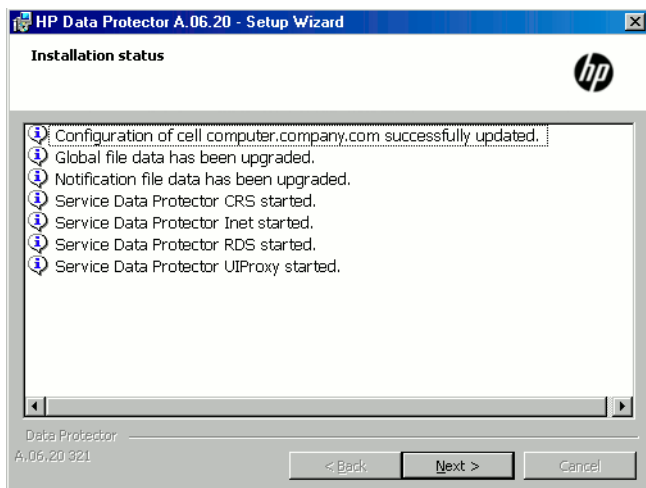 HP Data Protector A.06.20 - Setup Wizard
Installation status
hp
Configuration of cell computer.company.com successfully updated.
Global file data has been upgraded.
Notification file data has been upgraded.
Service Data Protector CRS started.
Service Data Protector Inet started.
Service Data Protector RDS started.
Service Data Protector UIProxy started.
Data Protector
A.06.20 321
< Back
Next >
Cancel